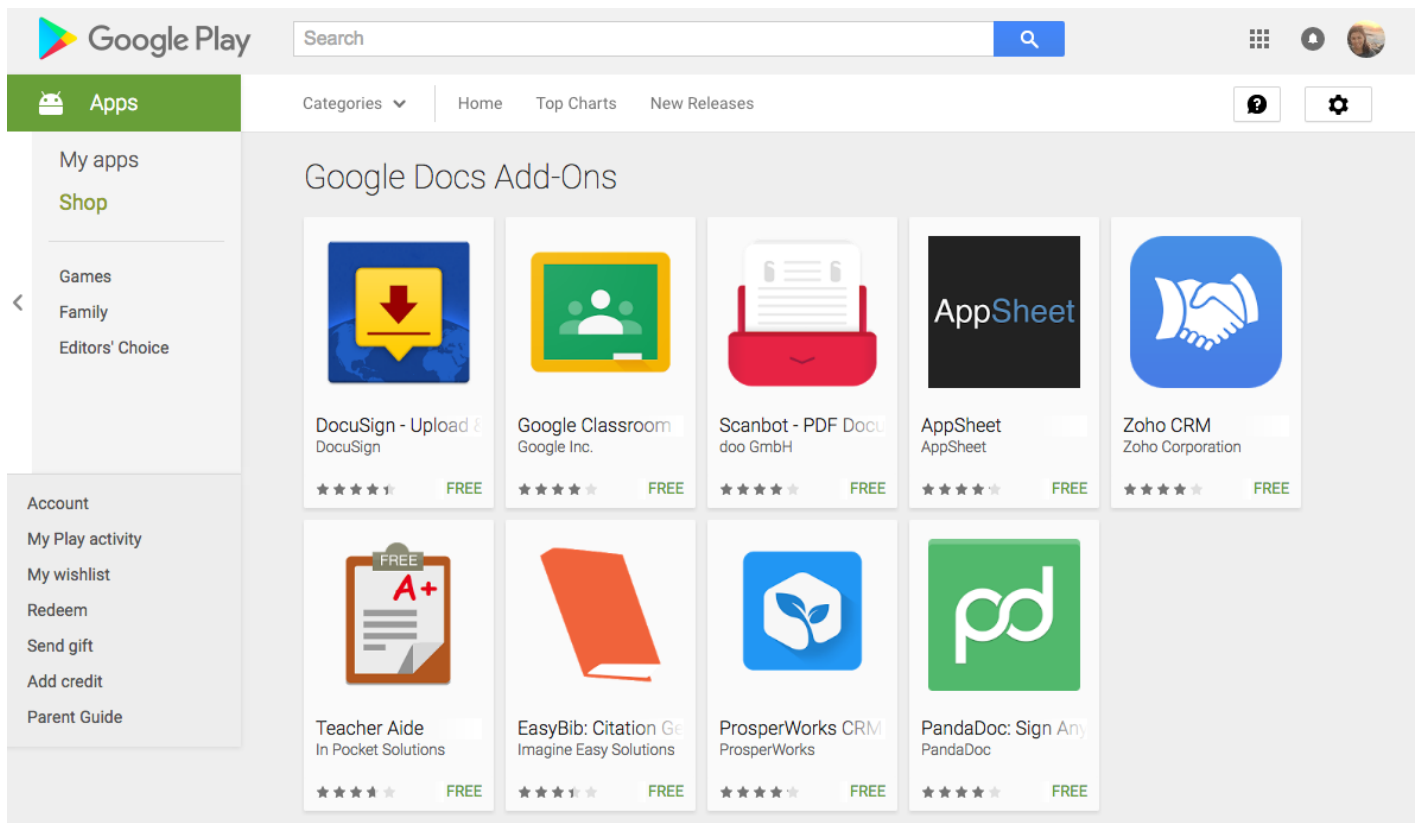 Google Play
Search
Apps
Categories
Home
Top Charts
New Releases
My apps
Shop
Games
Family
Editors' Choice
Account
My Play activity
My wishlist
Redeem
Send gift
Add credit
Parent Guide
Google Docs Add-Ons
DocuSign - Upload &
DocuSign
FREE
Google Classroom
Google Inc.
FREE
Scanbot - PDF Docu
doo GmbH
FREE
AppSheet
AppSheet
AppSheet
FREE
Zoho CRM
Zoho Corporation
FREE
FREE
A+
Teacher Aide
In Pocket Solutions
FREE
EasyBib: Citation Ge
Imagine Easy Solutions
FREE
ProsperWorks CRM
ProsperWorks
FREE
pd
PandaDoc: Sign Any
PandaDoc
FREE